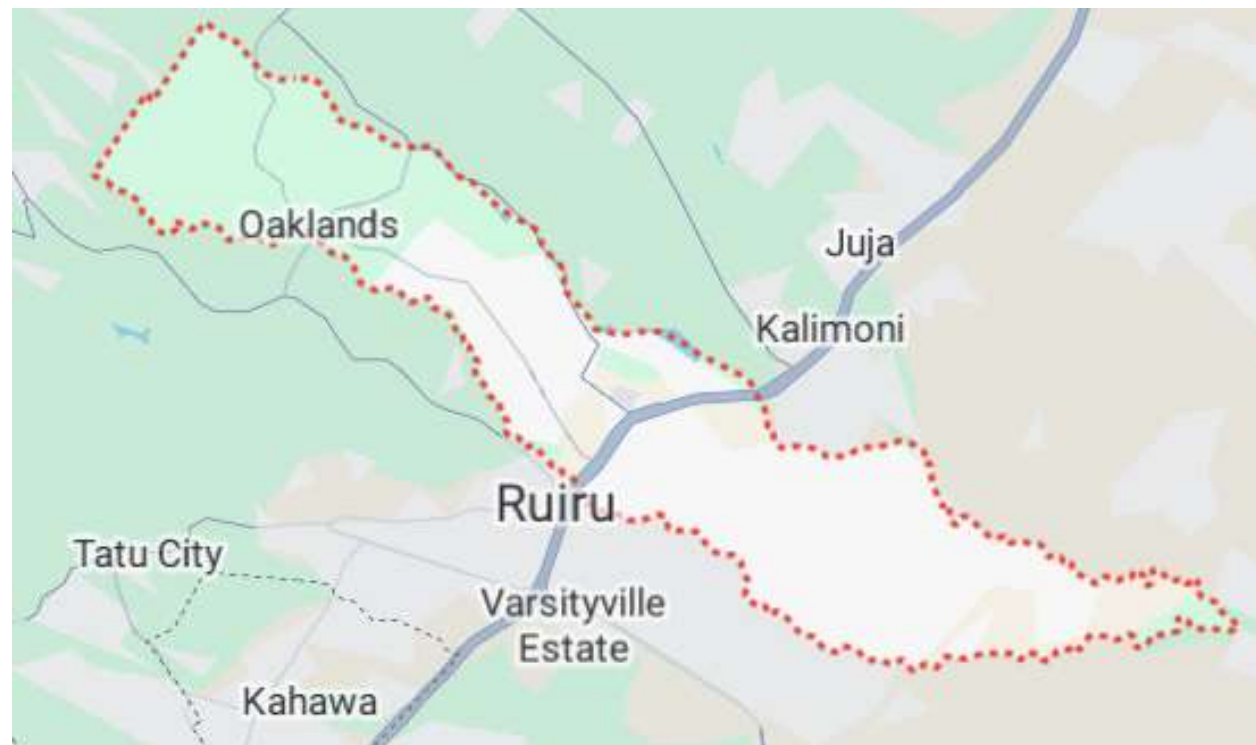 Oaklands
Juja
Kalimoni
Ruiru
Tatu City
Varsityville
Estate
Kahawa